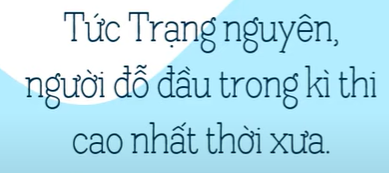 Tức Trạng nguyên,
người đỗ đầu trong kì thi
cao nhất thời xưa.